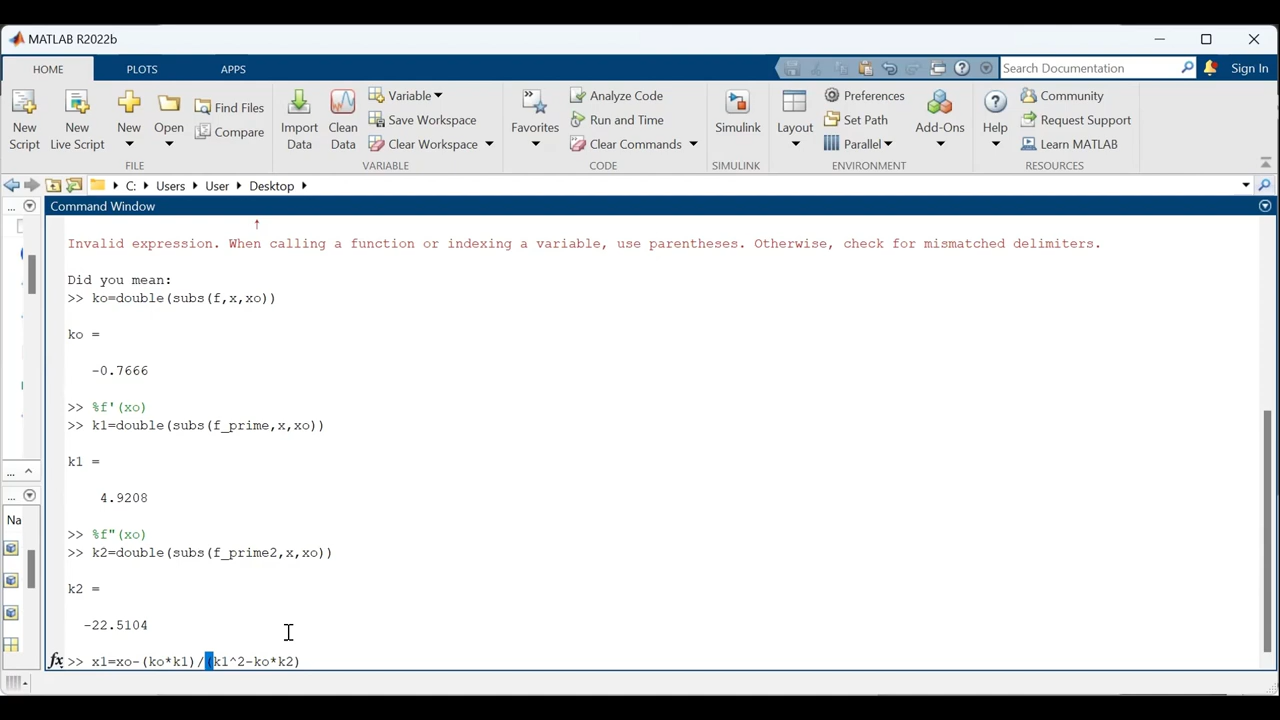 MATLAB R2022b
HOME
PLOTS
APPS
Search Documentation
Sign In
New Script
New Live Script
New
Open
Find Files
Compare
Import Data
Clean Data
Variable
Save Workspace
Clear Workspace
Favorites
Analyze Code
Run and Time
Clear Commands
Simulink
Layout
Preferences
Set Path
Parallel
Add-Ons
Help
Community
Request Support
Learn MATLAB
FILE
VARIABLE
CODE
SIMULINK
ENVIRONMENT
RESOURCES
C: Users User Desktop
... Command Window
Invalid expression. When calling a function or indexing a variable, use parentheses. Otherwise, check for mismatched delimiters.
Did you mean:
>> ko=double(subs(f,x,xo))
ko =
-0.7666
>> %f'(xo)
>> k1=double(subs(f_prime,x,xo))
k1 =
4.9208
>> %f"(xo)
>> k2=double(subs(f_prime2,x,xo))
k2 =
-22.5104
fx >> x1=xo-(ko*k1)/(k1^2-ko*k2)
...
...
Na